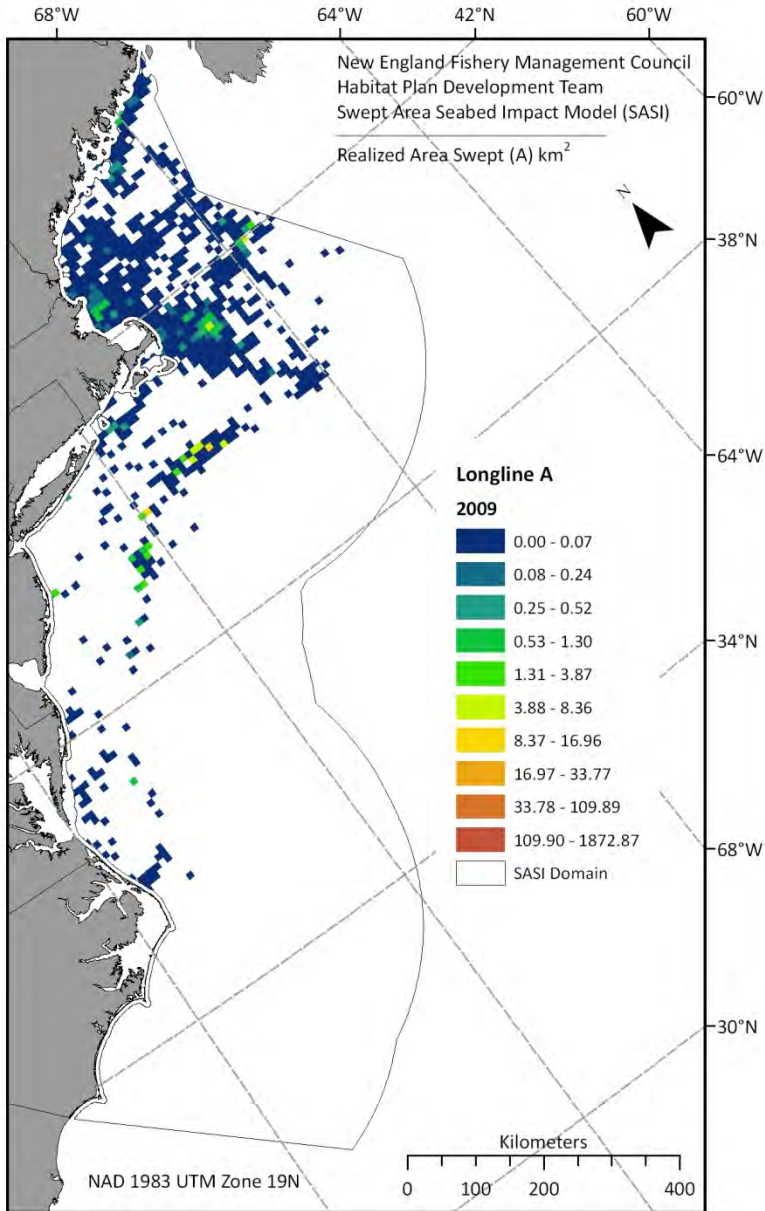 68°W
64°W
42°N
60°W
New England Fishery Management Council
Habitat Plan Development Team
Swept Area Seabed Impact Model (SASI)
Realized Area Swept (A) km²
60°W
N
38°N
64°W
Longline A
2009
0.00 - 0.07
0.08 - 0.24
0.25 - 0.52
0.53 - 1.30
1.31 - 3.87
3.88 - 8.36
8.37 - 16.96
16.97 - 33.77
33.78 - 109.89
109.90 - 1872.87
SASI Domain
34°N
68°W
30°N
Kilometers
0 100 200 400
NAD 1983 UTM Zone 19N